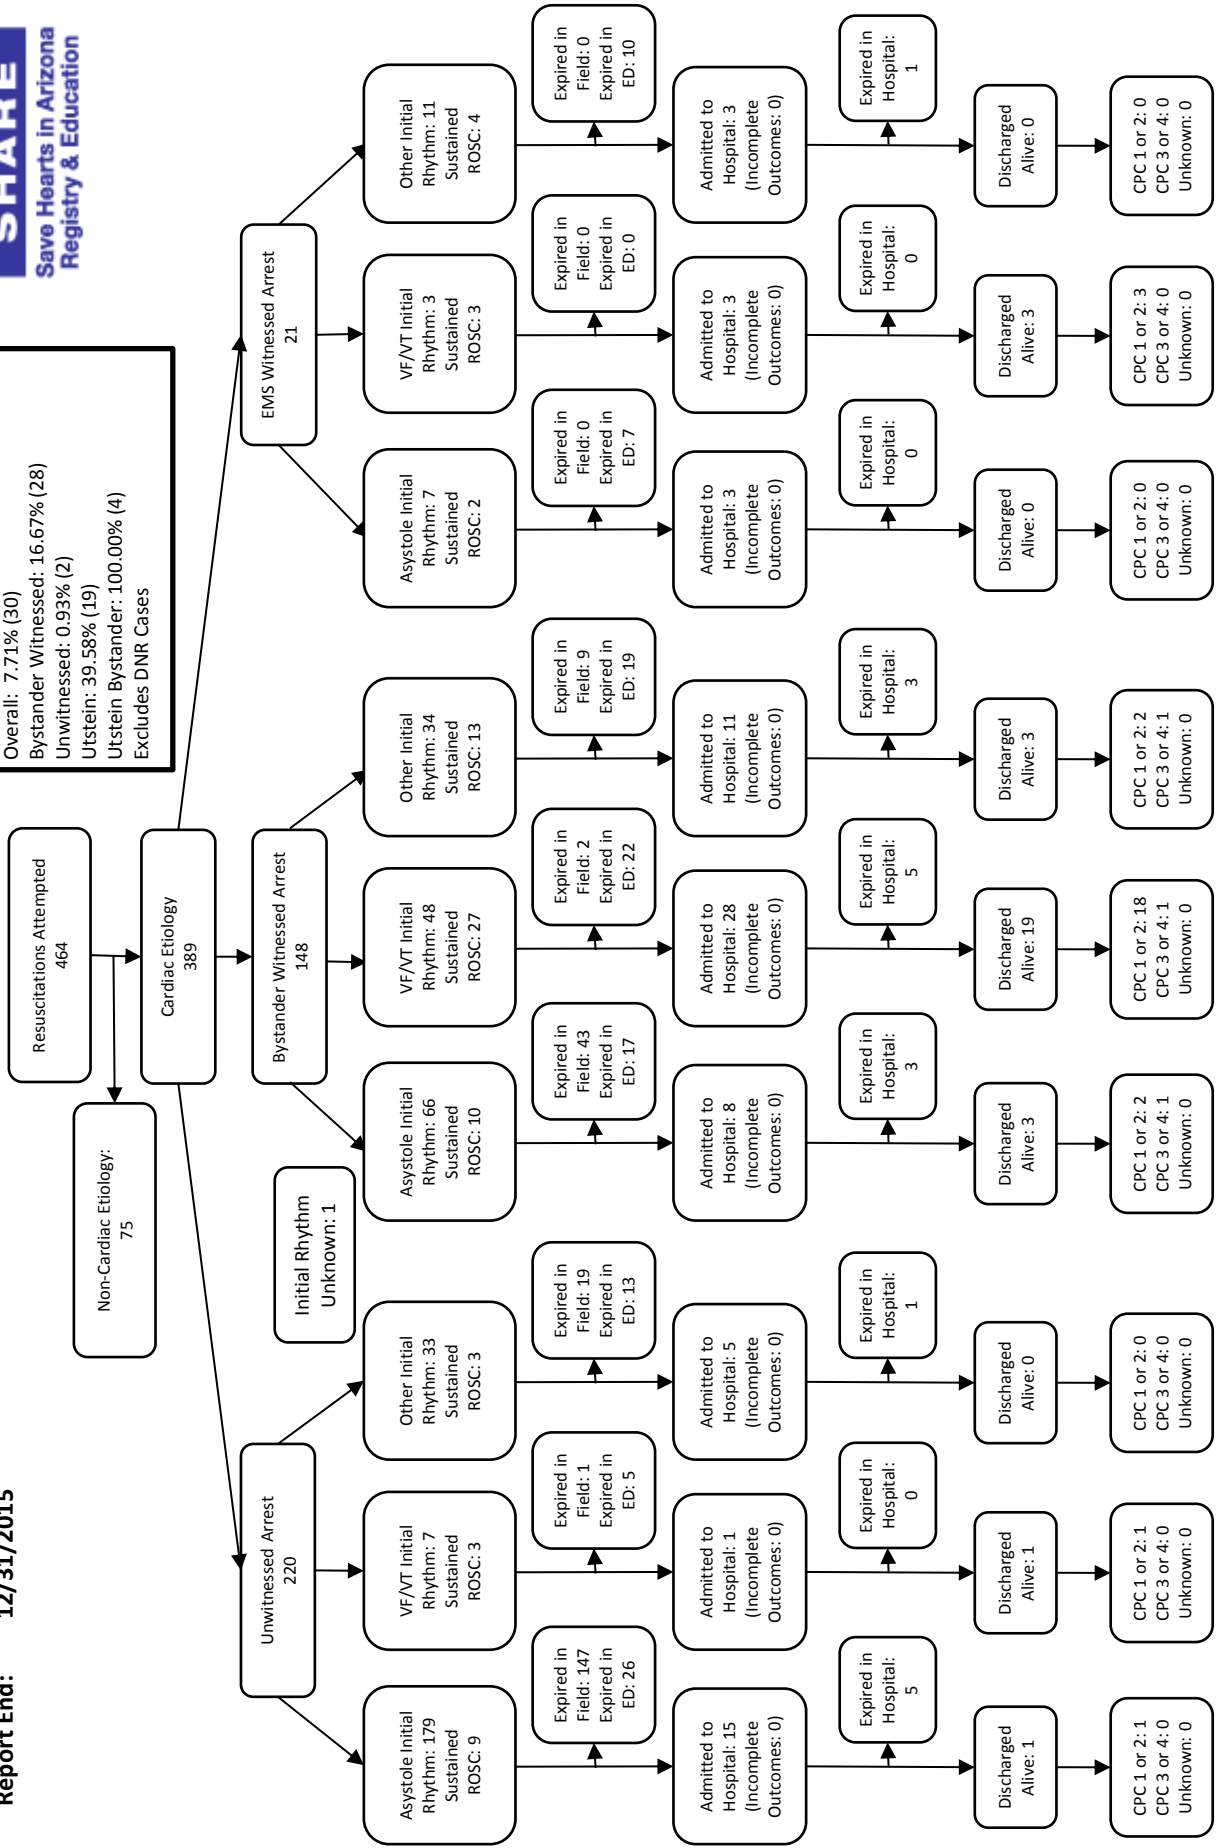 Report End: 12/31/2015
SHARE
Save Hearts in Arizona
Registry & Education
Overall: 7.71% (30)
Bystander Witnessed: 16.67% (28)
Unwitnessed: 0.93% (2)
Utstein: 39.58% (19)
Utstein Bystander: 100.00% (4)
Excludes DNR Cases
Resuscitations Attempted
464
Non-Cardiac Etiology:
75
Cardiac Etiology
389
Unwitnessed Arrest
220
Bystander Witnessed Arrest
148
EMS Witnessed Arrest
21
Initial Rhythm
Unknown: 1
Asystole Initial
Rhythm: 179
Sustained
ROSC: 9
VF/VT Initial
Rhythm: 7
Sustained
ROSC: 3
Other Initial
Rhythm: 33
Sustained
ROSC: 3
Asystole Initial
Rhythm: 66
Sustained
ROSC: 10
VF/VT Initial
Rhythm: 48
Sustained
ROSC: 27
Other Initial
Rhythm: 34
Sustained
ROSC: 13
Asystole Initial
Rhythm: 7
Sustained
ROSC: 2
VF/VT Initial
Rhythm: 3
Sustained
ROSC: 3
Other Initial
Rhythm: 11
Sustained
ROSC: 4
Expired in
Field: 147
Expired in
ED: 26
Expired in
Field: 1
Expired in
ED: 5
Expired in
Field: 19
Expired in
ED: 13
Expired in
Field: 43
Expired in
ED: 17
Expired in
Field: 2
Expired in
ED: 22
Expired in
Field: 9
Expired in
ED: 19
Expired in
Field: 0
Expired in
ED: 7
Expired in
Field: 0
Expired in
ED: 0
Expired in
Field: 0
Expired in
ED: 10
Admitted to
Hospital: 15
(Incomplete
Outcomes: 0)
Admitted to
Hospital: 1
(Incomplete
Outcomes: 0)
Admitted to
Hospital: 5
(Incomplete
Outcomes: 0)
Admitted to
Hospital: 8
(Incomplete
Outcomes: 0)
Admitted to
Hospital: 28
(Incomplete
Outcomes: 0)
Admitted to
Hospital: 11
(Incomplete
Outcomes: 0)
Admitted to
Hospital: 3
(Incomplete
Outcomes: 0)
Admitted to
Hospital: 3
(Incomplete
Outcomes: 0)
Admitted to
Hospital: 3
(Incomplete
Outcomes: 0)
Expired in
Hospital:
5
Expired in
Hospital:
0
Expired in
Hospital:
1
Expired in
Hospital:
3
Expired in
Hospital:
5
Expired in
Hospital:
3
Expired in
Hospital:
0
Expired in
Hospital:
0
Expired in
Hospital:
1
Discharged
Alive: 1
Discharged
Alive: 1
Discharged
Alive: 0
Discharged
Alive: 3
Discharged
Alive: 19
Discharged
Alive: 3
Discharged
Alive: 0
Discharged
Alive: 3
Discharged
Alive: 0
CPC 1 or 2: 1
CPC 3 or 4: 0
Unknown: 0
CPC 1 or 2: 1
CPC 3 or 4: 0
Unknown: 0
CPC 1 or 2: 0
CPC 3 or 4: 0
Unknown: 0
CPC 1 or 2: 2
CPC 3 or 4: 1
Unknown: 0
CPC 1 or 2: 18
CPC 3 or 4: 1
Unknown: 0
CPC 1 or 2: 2
CPC 3 or 4: 1
Unknown: 0
CPC 1 or 2: 0
CPC 3 or 4: 0
Unknown: 0
CPC 1 or 2: 3
CPC 3 or 4: 0
Unknown: 0
CPC 1 or 2: 0
CPC 3 or 4: 0
Unknown: 0